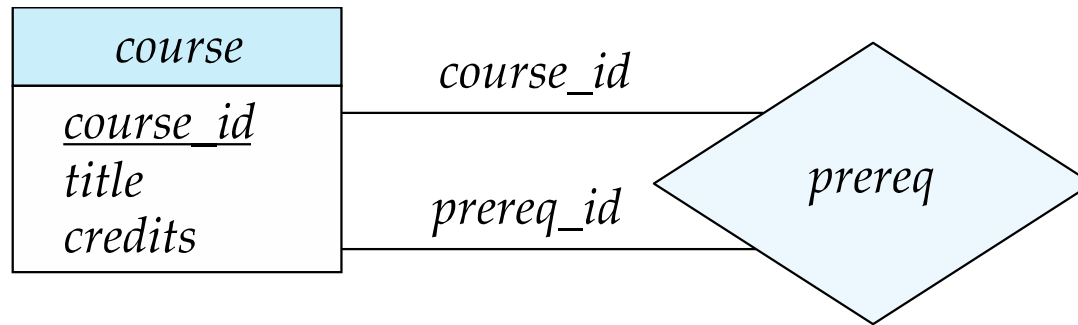 course
course_id
title
credits
course_id
prereq_id
prereq